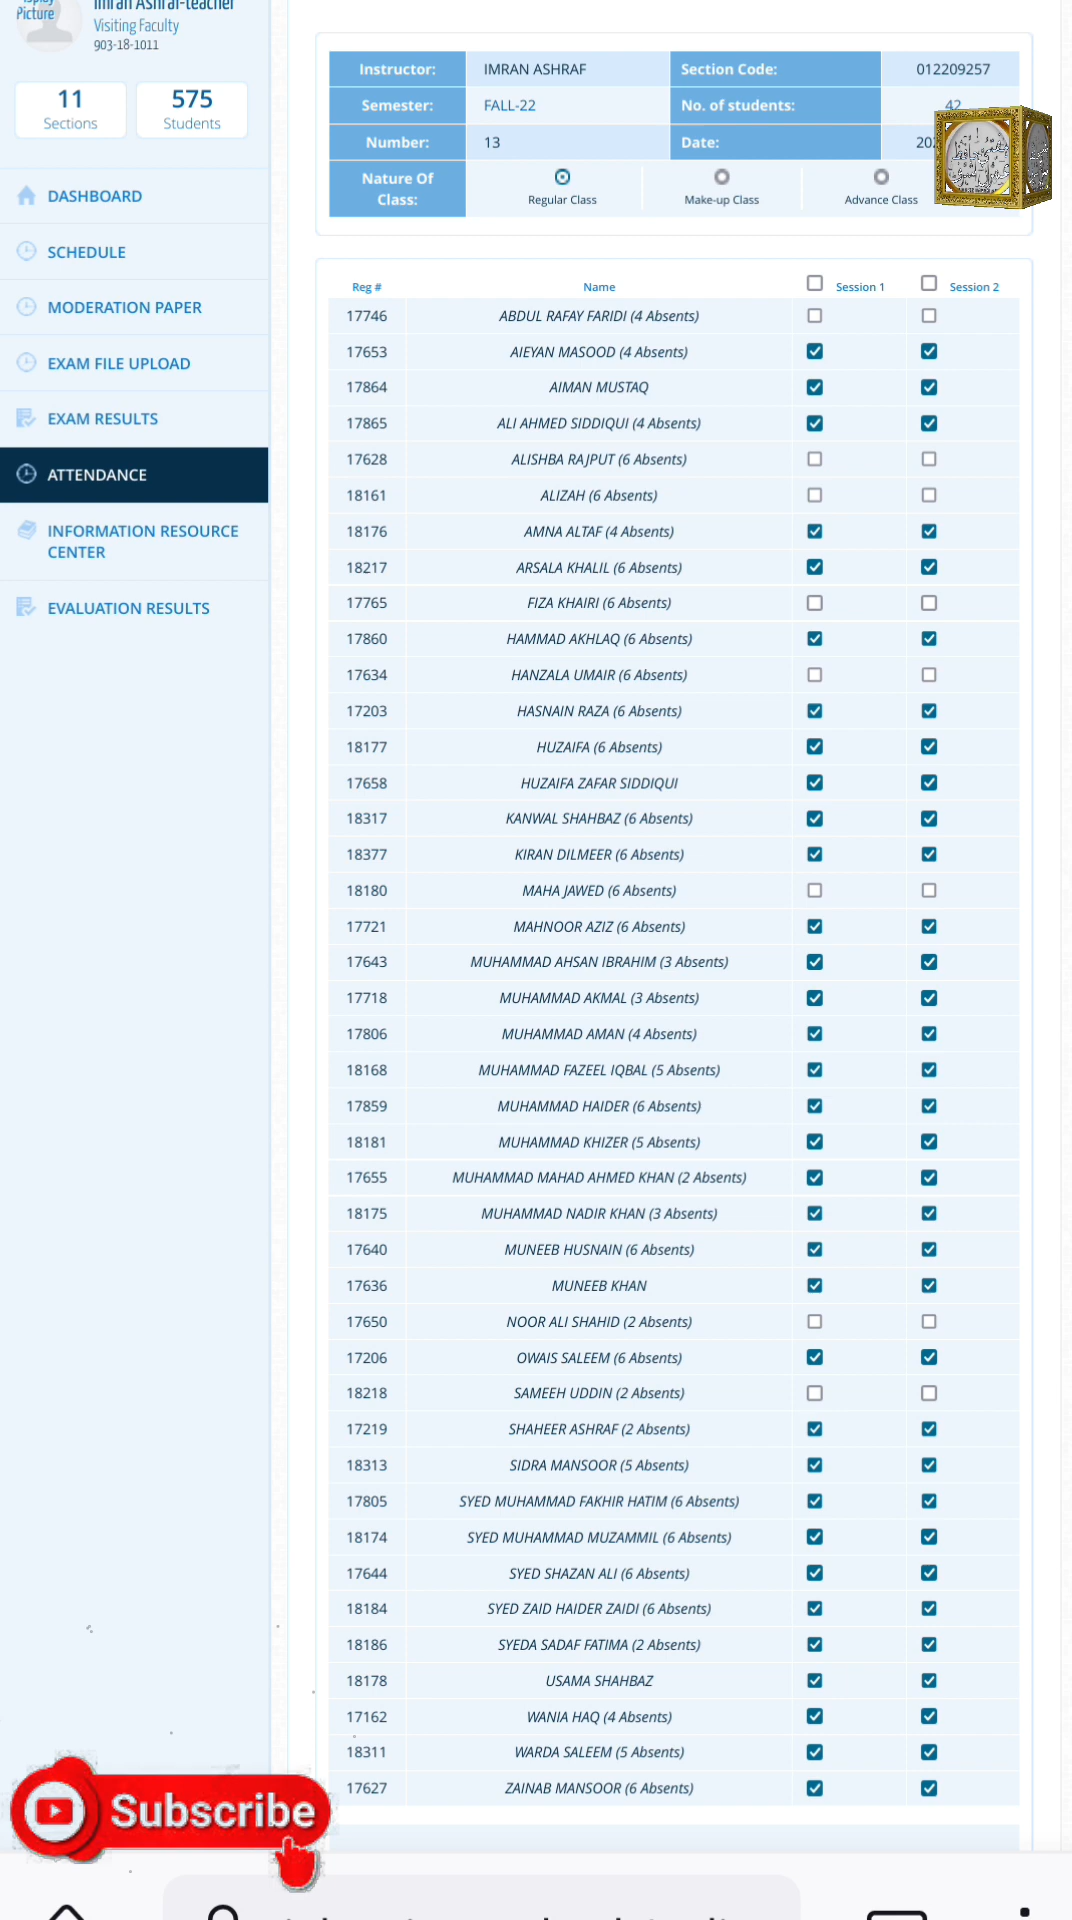 Picture
Imran Ashraf-teacher
Visiting Faculty
903-18-1011
11
Sections
575
Students
DASHBOARD
SCHEDULE
MODERATION PAPER
EXAM FILE UPLOAD
EXAM RESULTS
ATTENDANCE
INFORMATION RESOURCE
CENTER
EVALUATION RESULTS
Instructor: IMRAN ASHRAF Section Code: 012209257
Semester: FALL-22 No. of students: 42
Number: 13 Date:
Nature Of
Class:
Regular Class Make-up Class Advance Class
Reg # Name Session 1 Session 2
17746 ABDUL RAFAY FARIDI (4 Absents)
17653 AIEYAN MASOOD (4 Absents)
17864 AIMAN MUSTAQ
17865 ALI AHMED SIDDIQUI (4 Absents)
17628 ALISHBA RAJPUT (6 Absents)
18161 ALIZAH (6 Absents)
18176 AMNA ALTAF (4 Absents)
18217 ARSALA KHALIL (6 Absents)
17765 FIZA KHAIRI (6 Absents)
17860 HAMMAD AKHLAQ (6 Absents)
17634 HANZALA UMAIR (6 Absents)
17203 HASNAIN RAZA (6 Absents)
18177 HUZAIFA (6 Absents)
17658 HUZAIFA ZAFAR SIDDIQUI
18317 KANWAL SHAHBAZ (6 Absents)
18377 KIRAN DILMEER (6 Absents)
18180 MAHA JAWED (6 Absents)
17721 MAHNOOR AZIZ (6 Absents)
17643 MUHAMMAD AHSAN IBRAHIM (3 Absents)
17718 MUHAMMAD AKMAL (3 Absents)
17806 MUHAMMAD AMAN (4 Absents)
18168 MUHAMMAD FAZEEL IQBAL (5 Absents)
17859 MUHAMMAD HAIDER (6 Absents)
18181 MUHAMMAD KHIZER (5 Absents)
17655 MUHAMMAD MAHAD AHMED KHAN (2 Absents)
18175 MUHAMMAD NADIR KHAN (3 Absents)
17640 MUNEEB HUSNAIN (6 Absents)
17636 MUNEEB KHAN
17650 NOOR ALI SHAHID (2 Absents)
17206 OWAIS SALEEM (6 Absents)
18218 SAMEEH UDDIN (2 Absents)
17219 SHAHEER ASHRAF (2 Absents)
18313 SIDRA MANSOOR (5 Absents)
17805 SYED MUHAMMAD FAKHIR HATIM (6 Absents)
18174 SYED MUHAMMAD MUZAMMIL (6 Absents)
17644 SYED SHAZAN ALI (6 Absents)
18184 SYED ZAID HAIDER ZAIDI (6 Absents)
18186 SYEDA SADAF FATIMA (2 Absents)
18178 USAMA SHAHBAZ
17162 WANIA HAQ (4 Absents)
18311 WARDA SALEEM (5 Absents)
17627 ZAINAB MANSOOR (6 Absents)
Subscribe